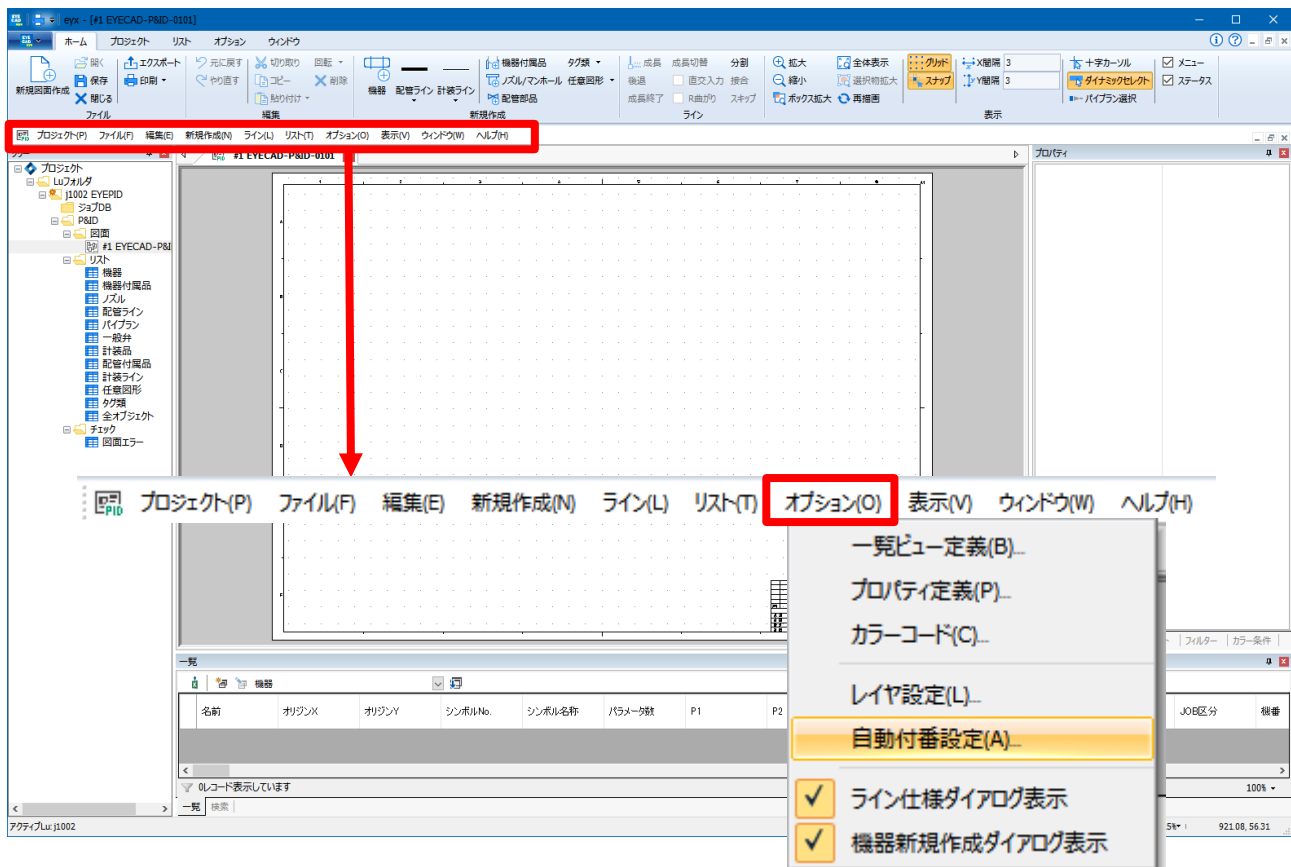 eyx - [#1 EYECAD-P&ID-0101]
ホーム プロジェクト リスト オプション ウィンドウ
開く エクスポート 元に戻す 切り取り 回転 機器付属品 タグ類 成長 成長切替 分割 拡大 全体表示 グリッド X間隔 3 十字カーソル メニュー
新規図面作成 保存 印刷 やり直す コピー 削除 機器 配管ライン 計装ライン ノズル/マンホール 任意図形 後退 直交入力 接合 縮小 選択物拡大 スナップ Y間隔 3 ダイナミックセレクト ステータス
閉じる 貼り付け 配管部品 成長終了 R曲がり スキップ ボックス拡大 再描画 パイプラン選択
ファイル 編集 新規作成 ライン 表示
プロジェクト(P) ファイル(F) 編集(E) 新規作成(N) ライン(L) リスト(T) オプション(O) 表示(V) ウィンドウ(W) ヘルプ(H)
#1 EYECAD-P&ID-0101 プロパティ
プロジェクト
Luフォルダ
j1002 EYEPID
ジョブDB
P&ID
図面
#1 EYECAD-P&I
リスト
機器
機器付属品
ノズル
配管ライン
パイプラン
一般弁
計装品
配管付属品
計装ライン
任意図形
タグ類
全オブジェクト
チェック
図面エラー
プロジェクト(P) ファイル(F) 編集(E) 新規作成(N) ライン(L) リスト(T) オプション(O) 表示(V) ウィンドウ(W) ヘルプ(H)
一覧ビュー定義(B)...
プロパティ定義(P)...
カラーコード(C)...
レイヤ設定(L)...
自動付番設定(A)...
ライン仕様ダイアログ表示
機器新規作成ダイアログ表示
フィルター カラー条件
一覧
機器
名前 オリジンX オリジンY シンボルNo. シンボル名称 パラメータ数 P1 P2 JOB区分 機番
0レコード表示しています 100%
一覧 検索
アクティブLu: j1002 921.08, 56.31